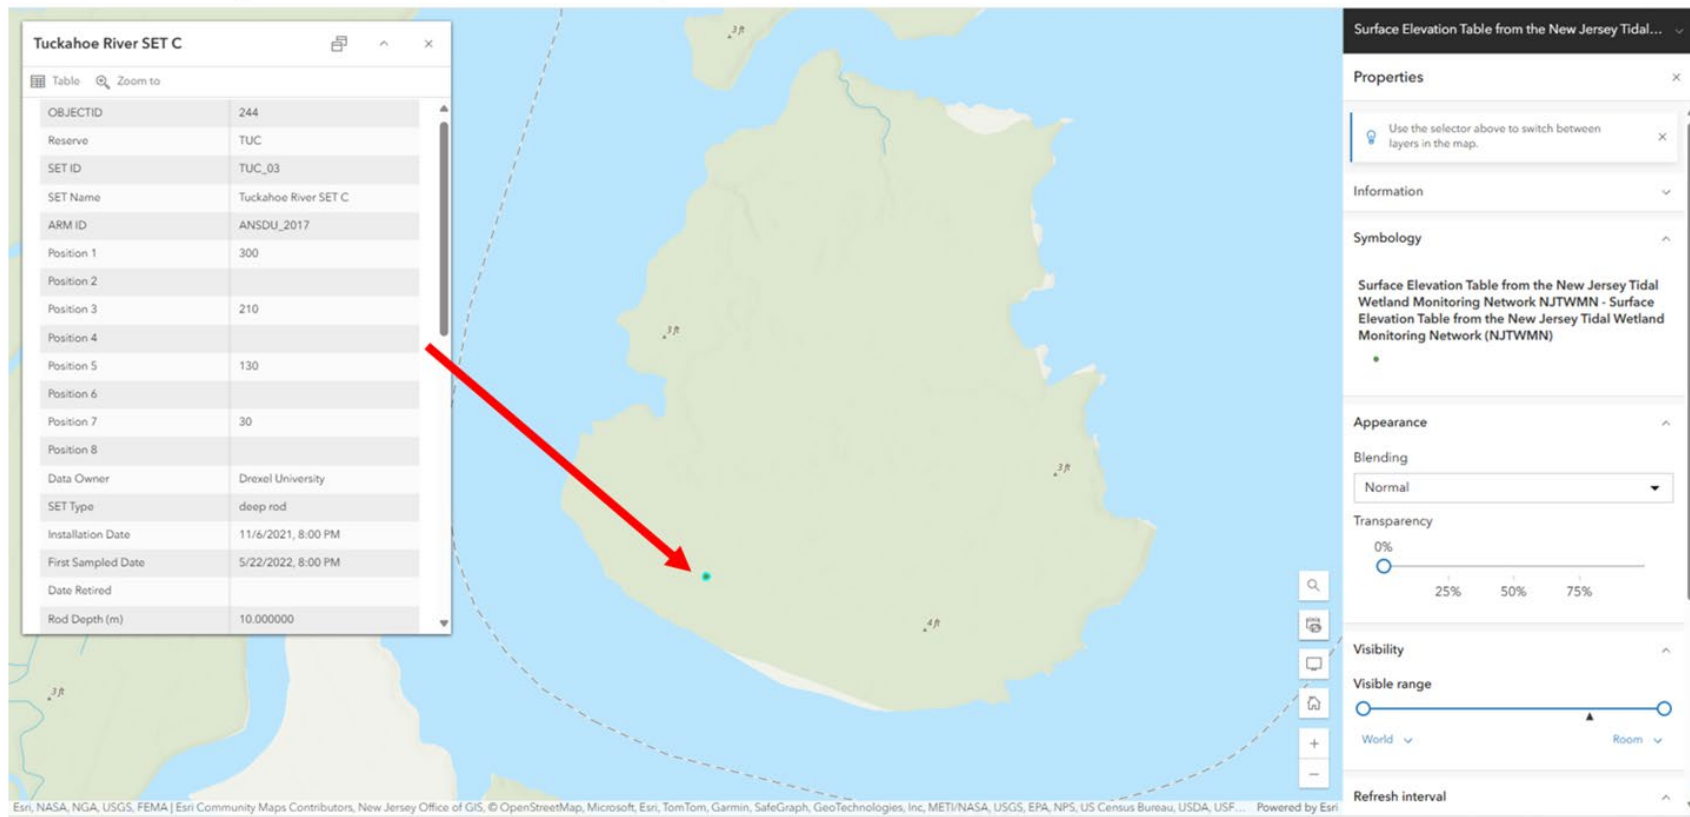 Tuckahoe River SET C
Table Zoom to
OBJECTID 244
Reserve TUC
SET ID TUC_03
SET Name Tuckahoe River SET C
ARM ID ANSDU_2017
Position 1 300
Position 2
Position 3 210
Position 4
Position 5 130
Position 6
Position 7 30
Position 8
Data Owner Drexel University
SET Type deep rod
Installation Date 11/6/2021, 8:00 PM
First Sampled Date 5/22/2022, 8:00 PM
Date Retired
Rod Depth (m) 10.000000
3 ft
3 ft
3 ft
4 ft
3 ft
Esri, NASA, NGA, USGS, FEMA | Esri Community Maps Contributors, New Jersey Office of GIS, © OpenStreetMap, Microsoft, Esri, TomTom, Garmin, SafeGraph, GeoTechnologies, Inc, METI/NASA, USGS, EPA, NPS, US Census Bureau, USDA, USF... Powered by Esri
Surface Elevation Table from the New Jersey Tidal...
Properties
Use the selector above to switch between
layers in the map.
Information
Symbology
Surface Elevation Table from the New Jersey Tidal
Wetland Monitoring Network NJTWMN - Surface
Elevation Table from the New Jersey Tidal Wetland
Monitoring Network (NJTWMN)
Appearance
Blending
Normal
Transparency
0%
25% 50% 75%
Visibility
Visible range
World Room
Refresh interval